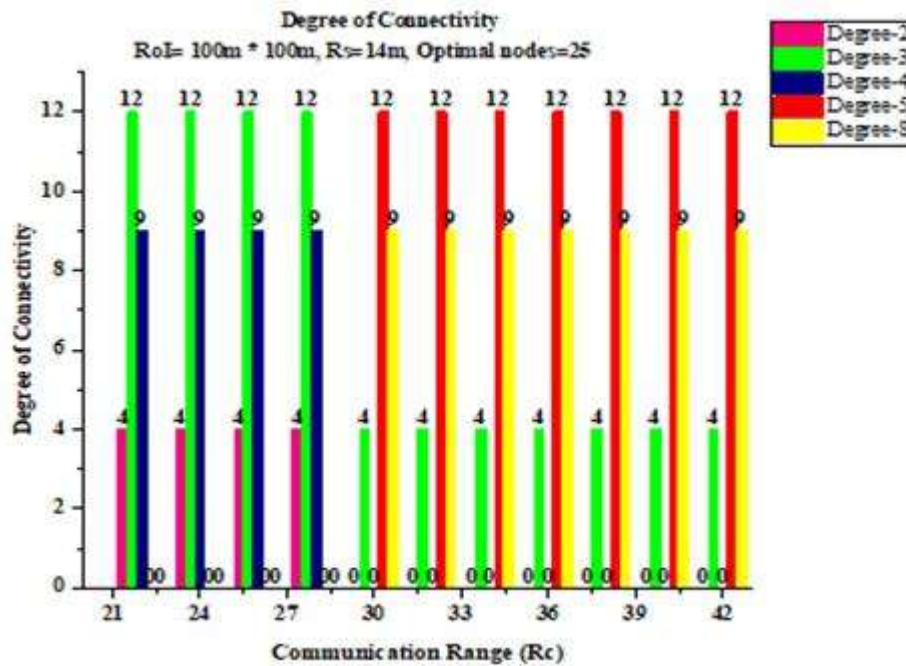 Degree of Connectivity
RoI= 100m * 100m, Rs=14m, Optimal nodes=25
Degree-2
Degree-3
Degree-4
Degree-5
Degree-8
12 12 12 12 12 12 12 12 12 12 12
12
10
9 9 9 9 9 9 9 9 9 9 9
8
6
4 4 4 4 4 4 4 4 4 4 4
4
2
00 00 00 00 0 0 0 0 0 0 0 0 0 0 0 0 0 0
0
21 24 27 30 33 36 39 42
Degree of Connectivity
Communication Range (Rc)